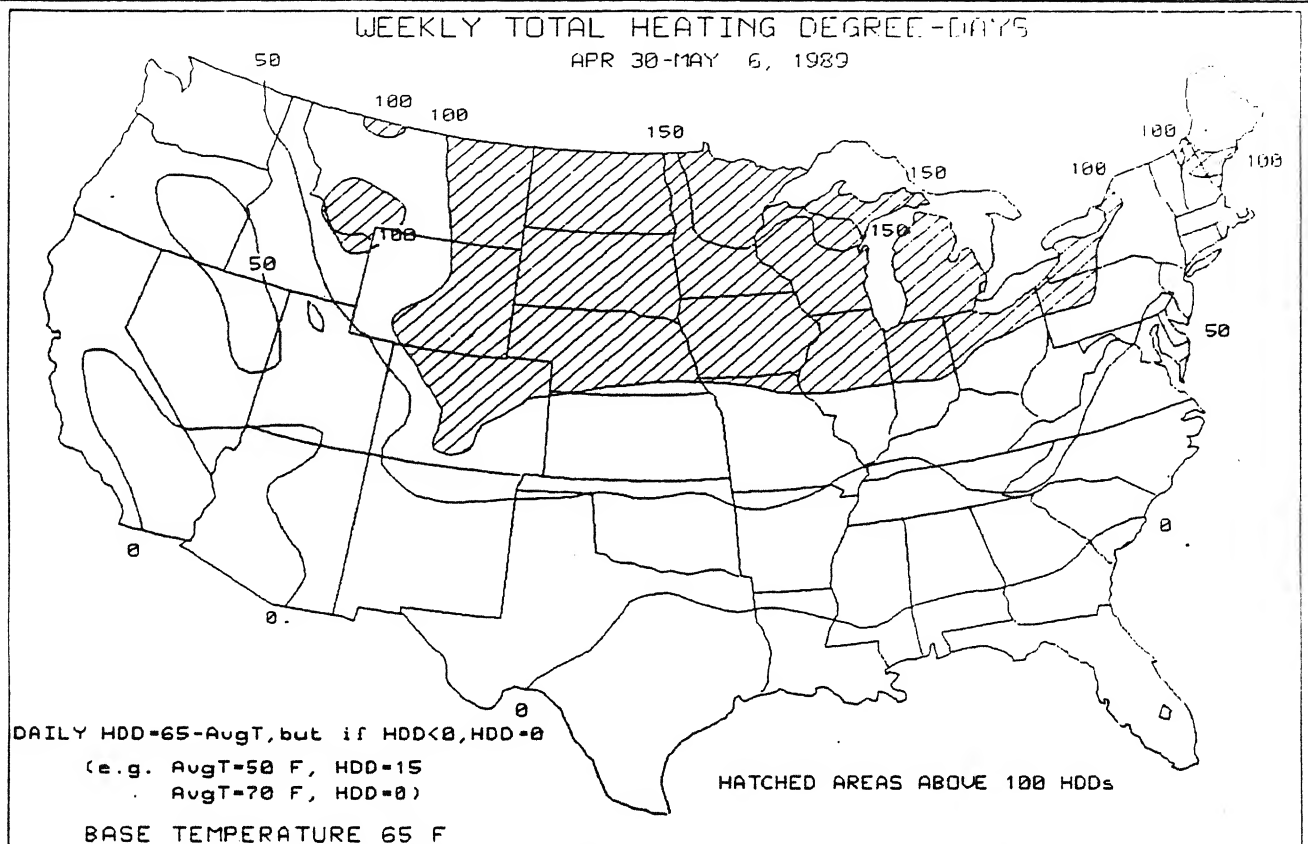 WEEKLY TOTAL HEATING DEGREE-DAYS
APR 30-MAY 6, 1989
50
100
100
150
100
100
100
150
150
100
50
50
0
0.
0
0
DAILY HDD=65-AvgT,but if HDD<0,HDD=0
(e.g. AvgT=50 F, HDD=15
AvgT=70 F, HDD=0)
HATCHED AREAS ABOVE 100 HDDs
BASE TEMPERATURE 65 F